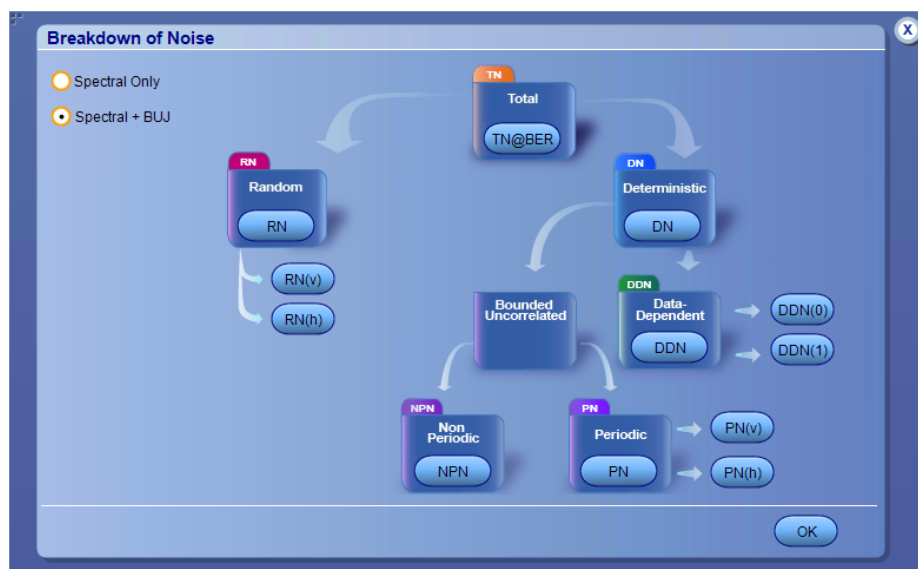 X
Breakdown of Noise
Spectral Only
Spectral + BUJ
TN
Total
TN@BER
RN
Random
RN
RN(v)
RN(h)
DN
Deterministic
DN
Bounded
Uncorrelated
DDN
Data-
Dependent
DDN
DDN(0)
DDN(1)
NPN
Non
Periodic
NPN
PN
Periodic
PN
PN(v)
PN(h)
OK